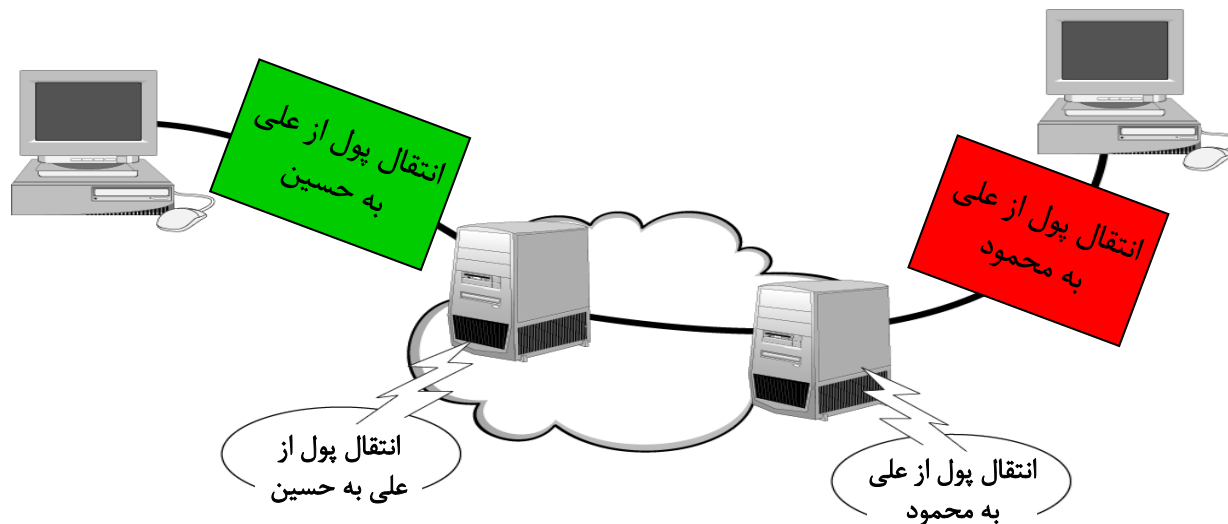 انتقال پول از علی
به حسین
انتقال پول از علی
به محمود
انتقال پول از
علی به حسین
انتقال پول از علی
به محمود